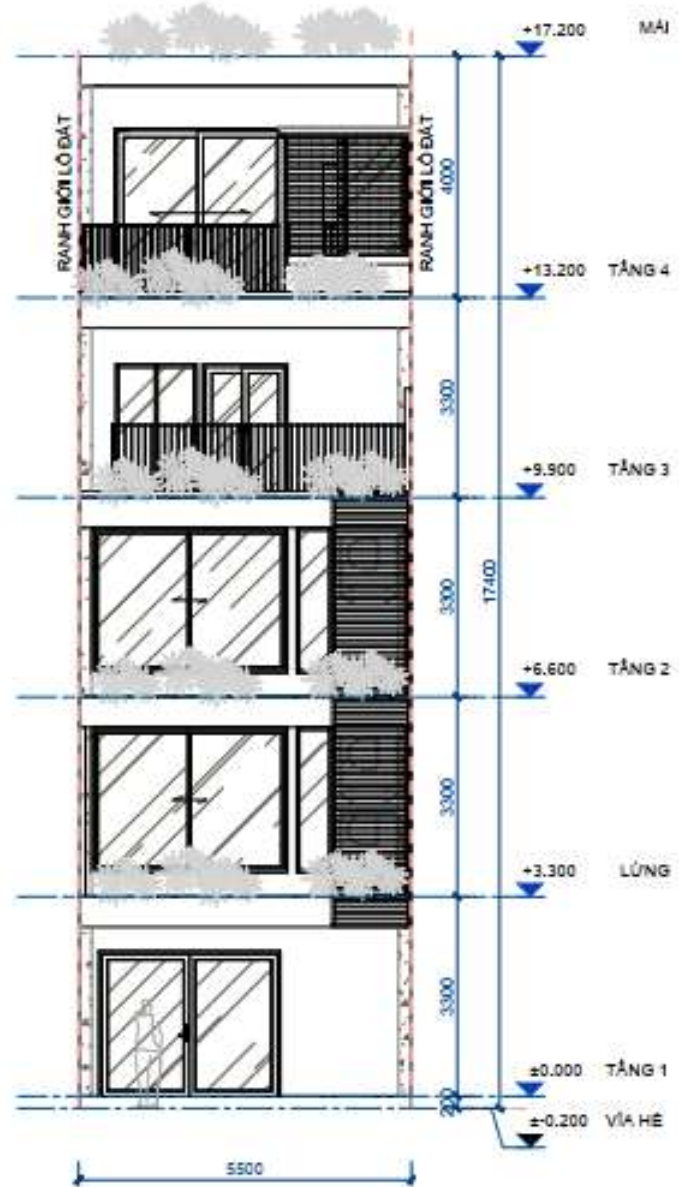 +17.200 MÁI
RANH GIỚI LÔ ĐẤT
RANH GIỚI LÔ ĐẤT
4000
+13.200 TẦNG 4
3300
+9.900 TẦNG 3
3300
17400
+6.600 TẦNG 2
3300
+3.300 LỬNG
3300
±0.000 TẦNG 1
200
±-0.200 VỈA HÈ
5500